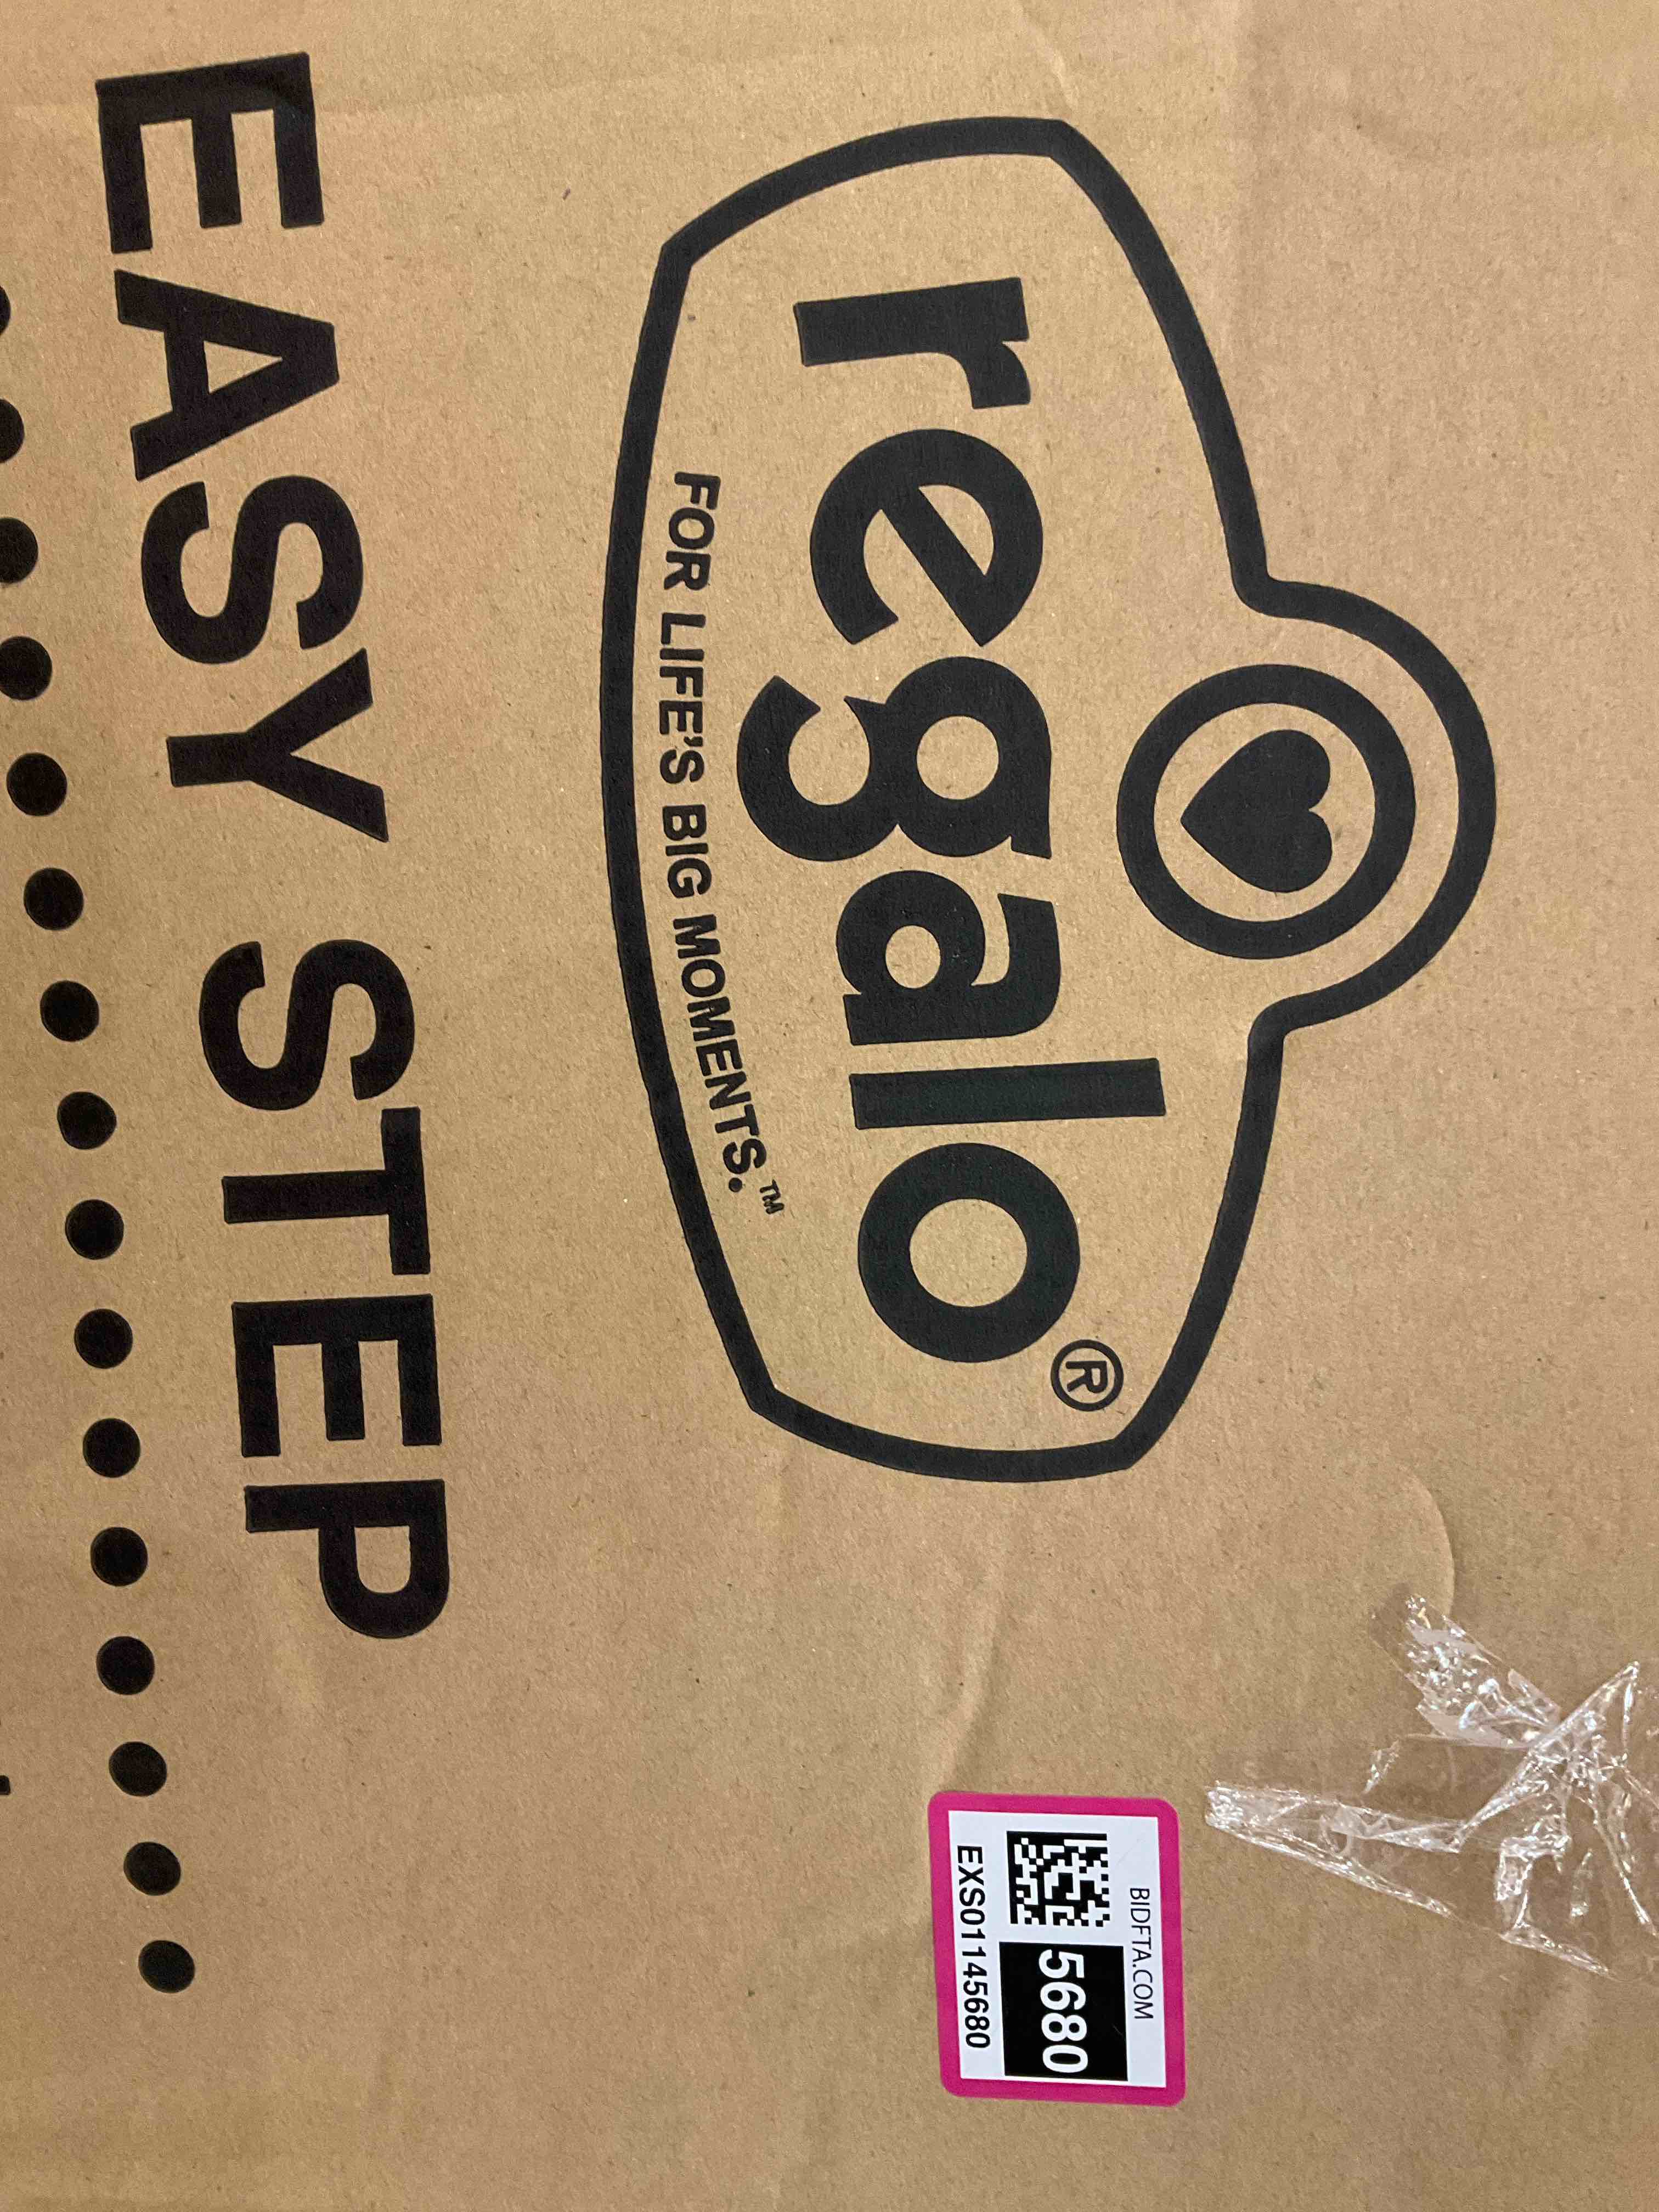 regalo®
FOR LIFE'S BIG MOMENTS.™
EASY STEP
BIDFTA.COM
5680
EXS01145680